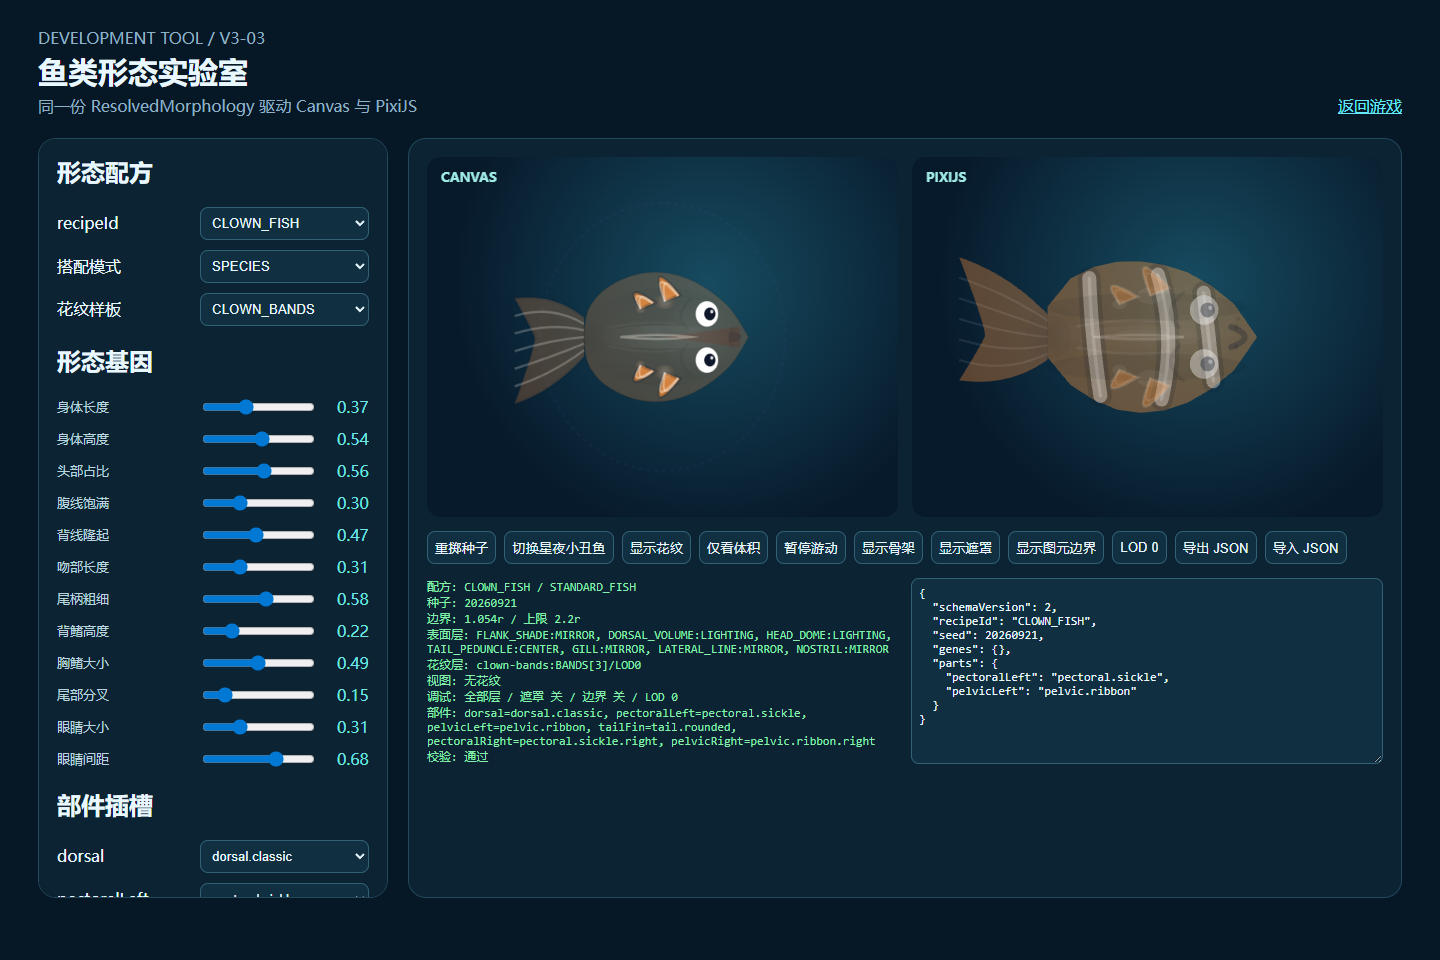 DEVELOPMENT TOOL / V3-03
鱼类形态实验室
同一份 ResolvedMorphology 驱动 Canvas 与 PixiJS
返回游戏
形态配方
recipeId
CLOWN_FISH
搭配模式
SPECIES
花纹样板
CLOWN_BANDS
形态基因
身体长度
0.37
身体高度
0.54
头部占比
0.56
腹线饱满
0.30
背线隆起
0.47
吻部长度
0.31
尾柄粗细
0.58
背鳍高度
0.22
胸鳍大小
0.49
尾部分叉
0.15
眼睛大小
0.31
眼睛间距
0.68
部件插槽
dorsal
dorsal.classic
CANVAS
PIXIJS
重掷种子
切换星夜小丑鱼
显示花纹
仅看体积
暂停游动
显示骨架
显示遮罩
显示图元边界
LOD 0
导出 JSON
导入 JSON
配方: CLOWN_FISH / STANDARD_FISH
种子: 20260921
边界: 1.054r / 上限 2.2r
表面层: FLANK_SHADE:MIRROR, DORSAL_VOLUME:LIGHTING, HEAD_DOME:LIGHTING,
TAIL_PEDUNCLE:CENTER, GILL:MIRROR, LATERAL_LINE:MIRROR, NOSTRIL:MIRROR
花纹层: clown-bands:BANDS[3]/LOD0
视图: 无花纹
调试: 全部层 / 遮罩 关 / 边界 关 / LOD 0
部件: dorsal=dorsal.classic, pectoralLeft=pectoral.sickle,
pelvicLeft=pelvic.ribbon, tailFin=tail.rounded,
pectoralRight=pectoral.sickle.right, pelvicRight=pelvic.ribbon.right
校验: 通过
{
"schemaVersion": 2,
"recipeId": "CLOWN_FISH",
"seed": 20260921,
"genes": {},
"parts": {
"pectoralLeft": "pectoral.sickle",
"pelvicLeft": "pelvic.ribbon"
}
}